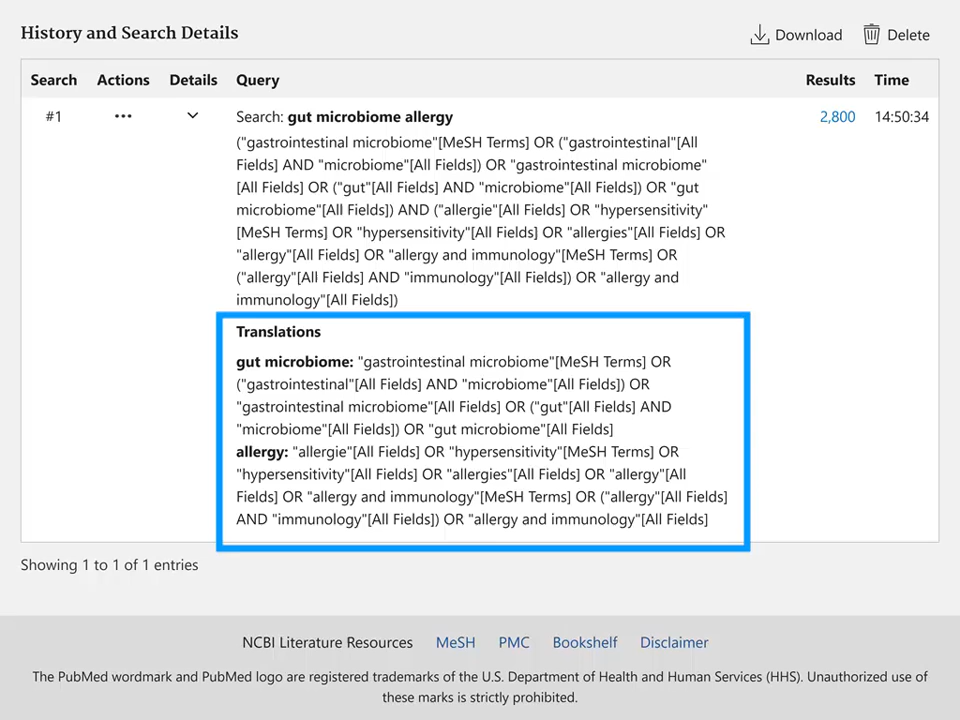 History and Search Details
Download
Delete
Search Actions Details Query Results Time
#1 ••• Search: gut microbiome allergy 2,800 14:50:34
("gastrointestinal microbiome"[MeSH Terms] OR ("gastrointestinal"[All
Fields] AND "microbiome"[All Fields]) OR "gastrointestinal microbiome"
[All Fields] OR ("gut"[All Fields] AND "microbiome"[All Fields]) OR "gut
microbiome"[All Fields]) AND ("allergie"[All Fields] OR "hypersensitivity"
[MeSH Terms] OR "hypersensitivity"[All Fields] OR "allergies"[All Fields] OR
"allergy"[All Fields] OR "allergy and immunology"[MeSH Terms] OR
("allergy"[All Fields] AND "immunology"[All Fields]) OR "allergy and
immunology"[All Fields])
Translations
gut microbiome: "gastrointestinal microbiome"[MeSH Terms] OR
("gastrointestinal"[All Fields] AND "microbiome"[All Fields]) OR
"gastrointestinal microbiome"[All Fields] OR ("gut"[All Fields] AND
"microbiome"[All Fields]) OR "gut microbiome"[All Fields]
allergy: "allergie"[All Fields] OR "hypersensitivity"[MeSH Terms] OR
"hypersensitivity"[All Fields] OR "allergies"[All Fields] OR "allergy"[All
Fields] OR "allergy and immunology"[MeSH Terms] OR ("allergy"[All Fields]
AND "immunology"[All Fields]) OR "allergy and immunology"[All Fields]
Showing 1 to 1 of 1 entries
NCBI Literature Resources MeSH PMC Bookshelf Disclaimer
The PubMed wordmark and PubMed logo are registered trademarks of the U.S. Department of Health and Human Services (HHS). Unauthorized use of
these marks is strictly prohibited.